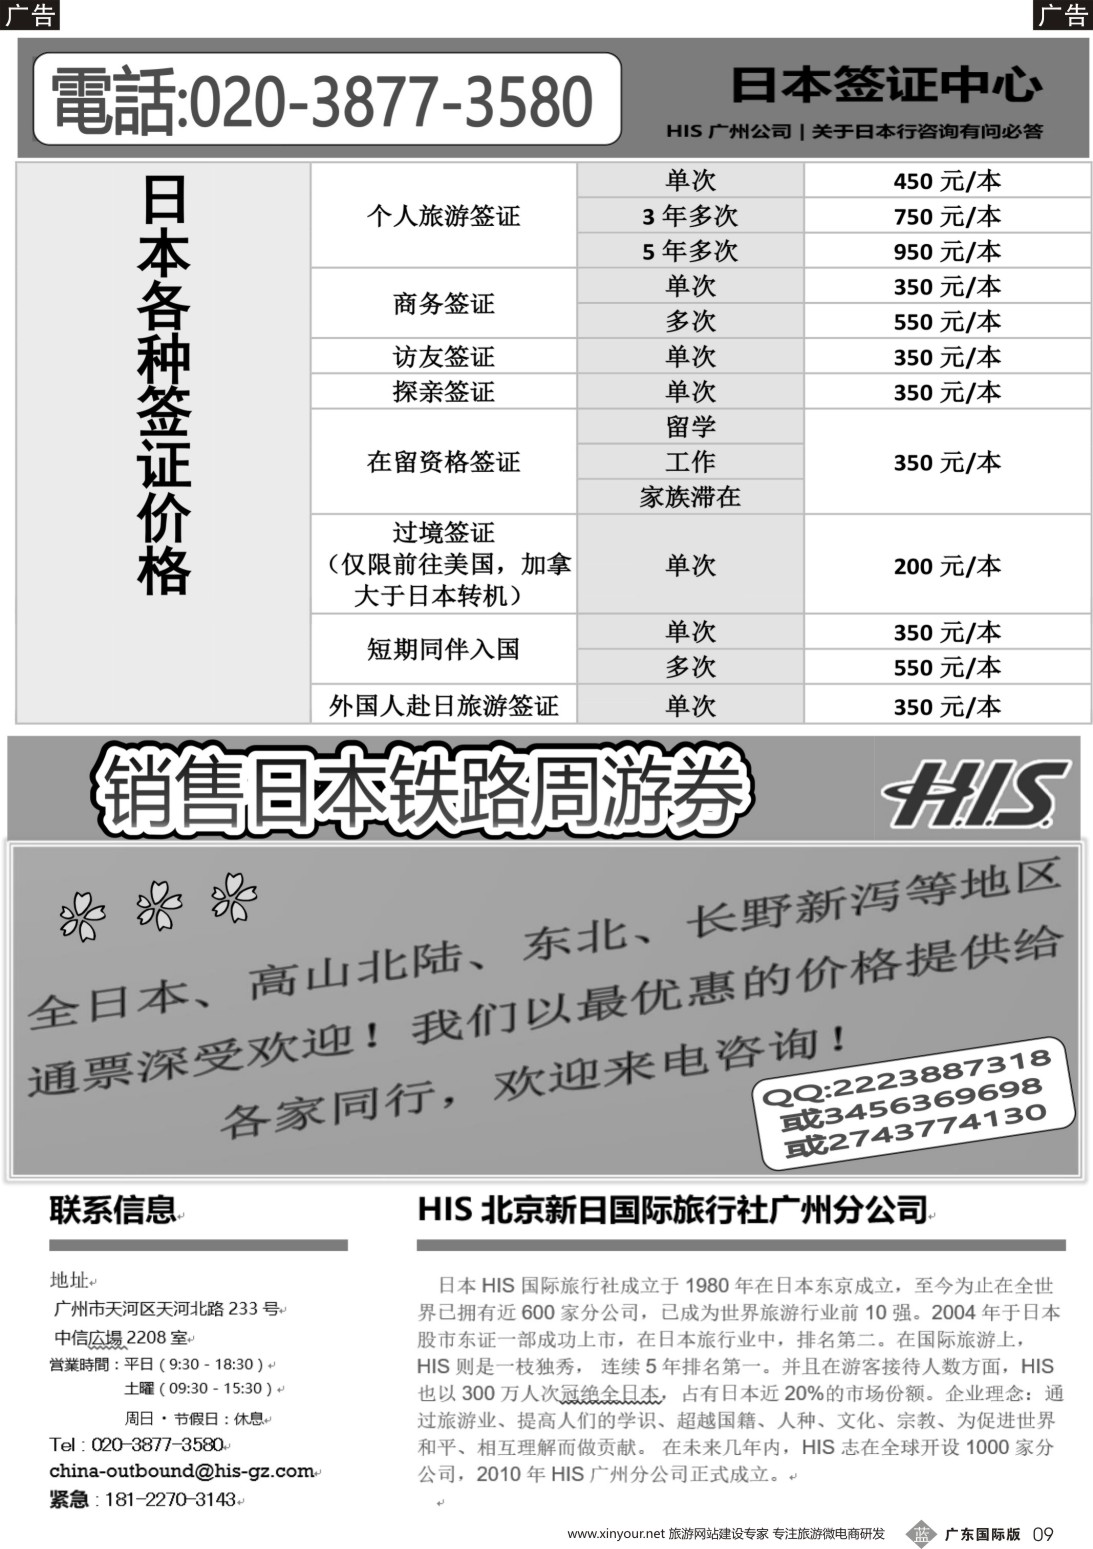 广告
广告
電話:020-3877-3580
日本签证中心
HIS 广州公司 | 关于日本行咨询有问必答
日本各种签证价格
个人旅游签证
单次 450 元/本
3 年多次 750 元/本
5 年多次 950 元/本
商务签证
单次 350 元/本
多次 550 元/本
访友签证 单次 350 元/本
探亲签证 单次 350 元/本
在留资格签证
留学
工作
家族滞在
350 元/本
过境签证
（仅限前往美国，加拿
大于日本转机）
单次 200 元/本
短期同伴入国
单次 350 元/本
多次 550 元/本
外国人赴日旅游签证 单次 350 元/本
销售日本铁路周游券
H.I.S.
全日本、高山北陆、东北、长野新泻等地区
通票深受欢迎！我们以最优惠的价格提供给
各家同行，欢迎来电咨询！
QQ:2223887318
或3456369698
或2743774130
联系信息
地址
广州市天河区天河北路 233 号
中信広場 2208 室
営業時間：平日 ( 9:30 - 18:30 )
土曜 ( 09:30 - 15:30 )
周日・节假日：休息
Tel : 020-3877-3580
china-outbound@his-gz.com
紧急 : 181-2270-3143
HIS 北京新日国际旅行社广州分公司
日本 HIS 国际旅行社成立于 1980 年在日本东京成立，至今为止在全世
界已拥有近 600 家分公司，已成为世界旅游行业前 10 强。2004 年于日本
股市东证一部成功上市，在日本旅行业中，排名第二。在国际旅游上，
HIS 则是一枝独秀， 连续 5 年排名第一。并且在游客接待人数方面，HIS
也以 300 万人次冠绝全日本，占有日本近 20%的市场份额。企业理念：通
过旅游业、提高人们的学识、超越国籍、人种、文化、宗教、为促进世界
和平、相互理解而做贡献。 在未来几年内，HIS 志在全球开设 1000 家分
公司，2010 年 HIS 广州分公司正式成立。
www.xinyour.net 旅游网站建设专家 专注旅游微电商研发
蓝 广东国际版 09